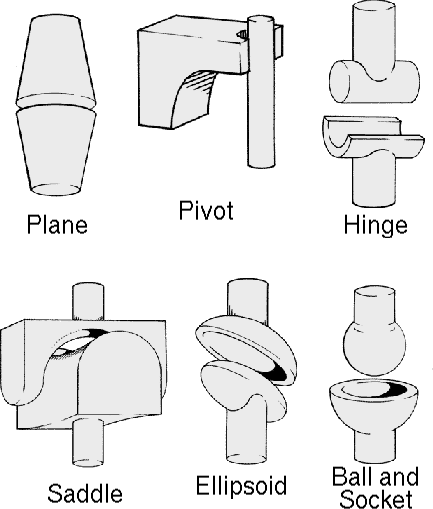 Plane
Pivot
Hinge
Saddle
Ellipsoid
Ball and
Socket